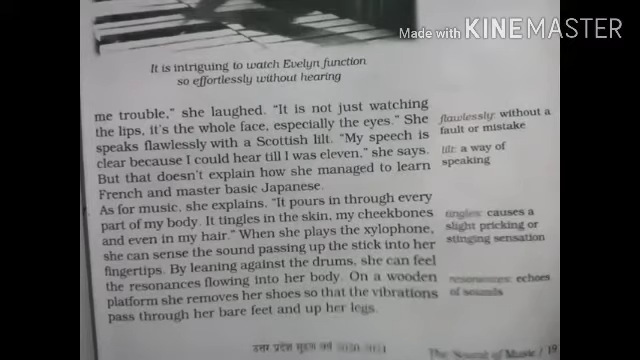 Made with KINEMASTER
It is intriguing to watch Evelyn function
so effortlessly without hearing
me trouble,” she laughed. “It is not just watching
the lips, it’s the whole face, especially the eyes.” She
speaks flawlessly with a Scottish lilt. “My speech is
clear because I could hear till I was eleven,” she says.
But that doesn’t explain how she managed to learn
French and master basic Japanese.
As for music, she explains, “It pours in through every
part of my body. It tingles in the skin, my cheekbones
and even in my hair.” When she plays the xylophone,
she can sense the sound passing up the stick into her
fingertips. By leaning against the drums, she can feel
the resonances flowing into her body. On a wooden
platform she removes her shoes so that the vibrations
pass through her bare feet and up her legs.
flawlessly: without a
fault or mistake
lilt: a way of
speaking
tingles: causes a
slight pricking or
stinging sensation
resonances: echoes
of sounds
उत्तर प्रदेश
The Sound of Music / 19